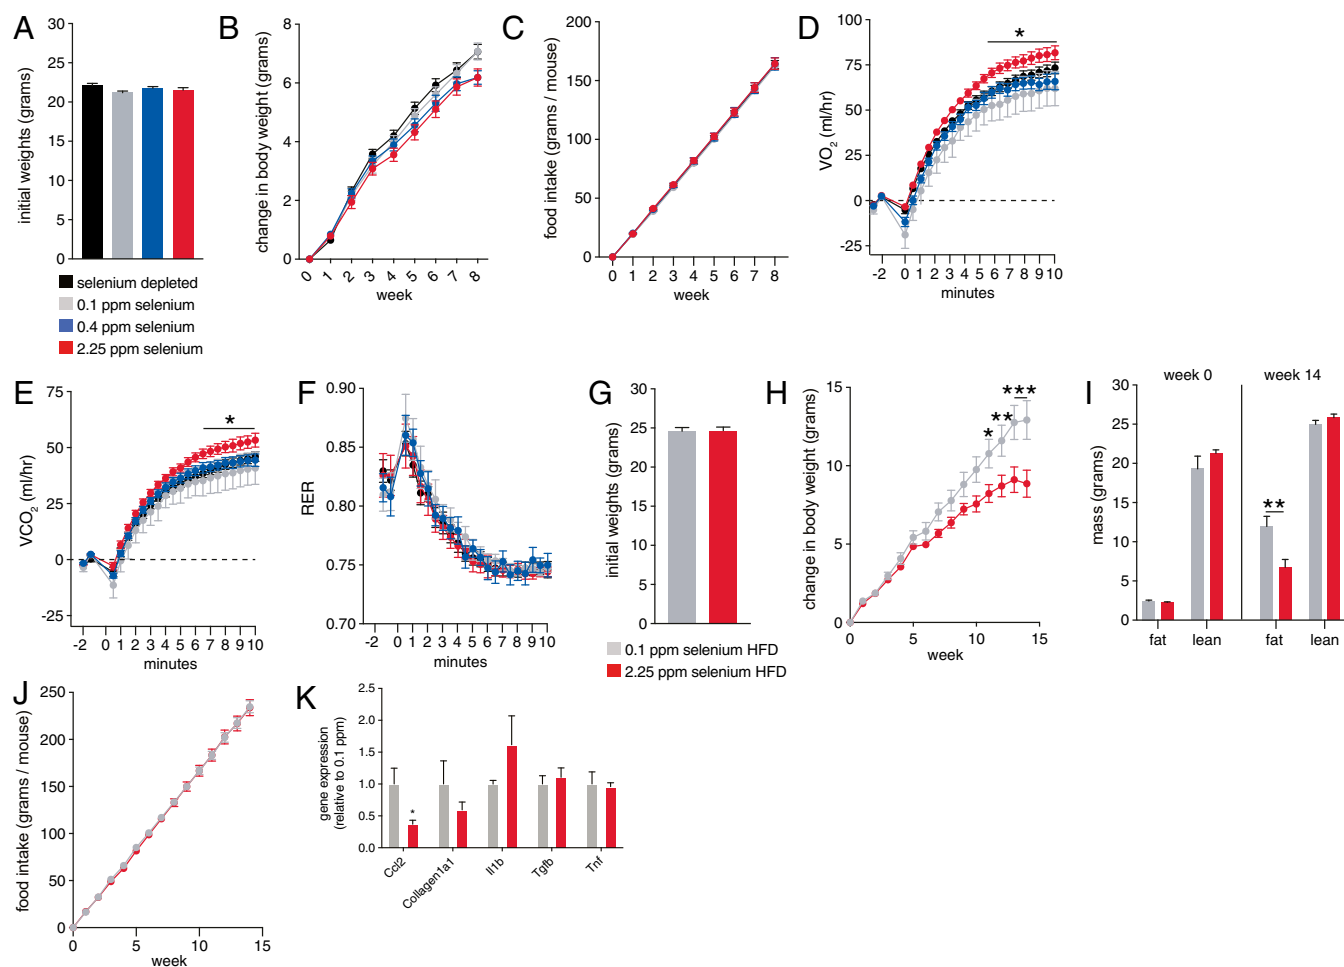 A
initial weights (grams)
30
25
20
15
10
5
0
selenium depleted
0.1 ppm selenium
0.4 ppm selenium
2.25 ppm selenium
B
change in body weight (grams)
8
6
4
2
0
0 1 2 3 4 5 6 7 8
week
C
food intake (grams / mouse)
200
150
100
50
0
0 1 2 3 4 5 6 7 8
week
D
VO2 (ml/hr)
100
75
50
25
0
-25
*
-2 0 1 2 3 4 5 6 7 8 9 10
minutes
E
VCO2 (ml/hr)
75
50
25
0
-25
*
-2 0 1 2 3 4 5 6 7 8 9 10
minutes
F
RER
0.90
0.85
0.80
0.75
0.70
-2 0 1 2 3 4 5 6 7 8 9 10
minutes
G
initial weights (grams)
30
25
20
15
10
5
0
0.1 ppm selenium HFD
2.25 ppm selenium HFD
H
change in body weight (grams)
15
10
5
0
* ** ***
0 5 10 15
week
I
week 0 week 14
mass (grams)
30
25
20
15
10
5
0
**
fat lean fat lean
J
food intake (grams / mouse)
250
200
150
100
50
0
0 5 10 15
week
K
gene expression
(relative to 0.1 ppm)
2.5
2.0
1.5
1.0
0.5
0.0
*
Ccl2 Collagen1a1 Il1b Tgfb Tnf